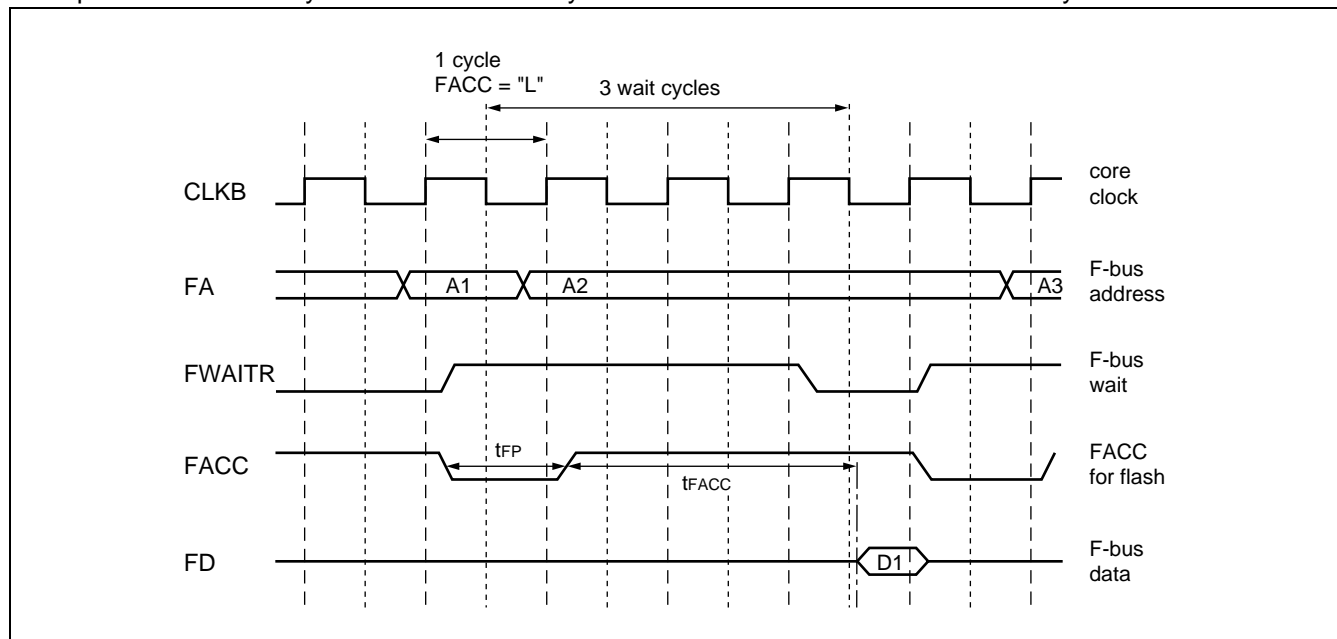 1 cycle
FACC = "L"
3 wait cycles
CLKB
core
clock
FA
A1
A2
A3
F-bus
address
FWAITR
F-bus
wait
FACC
tFP
tFACC
FACC
for flash
FD
D1
F-bus
data